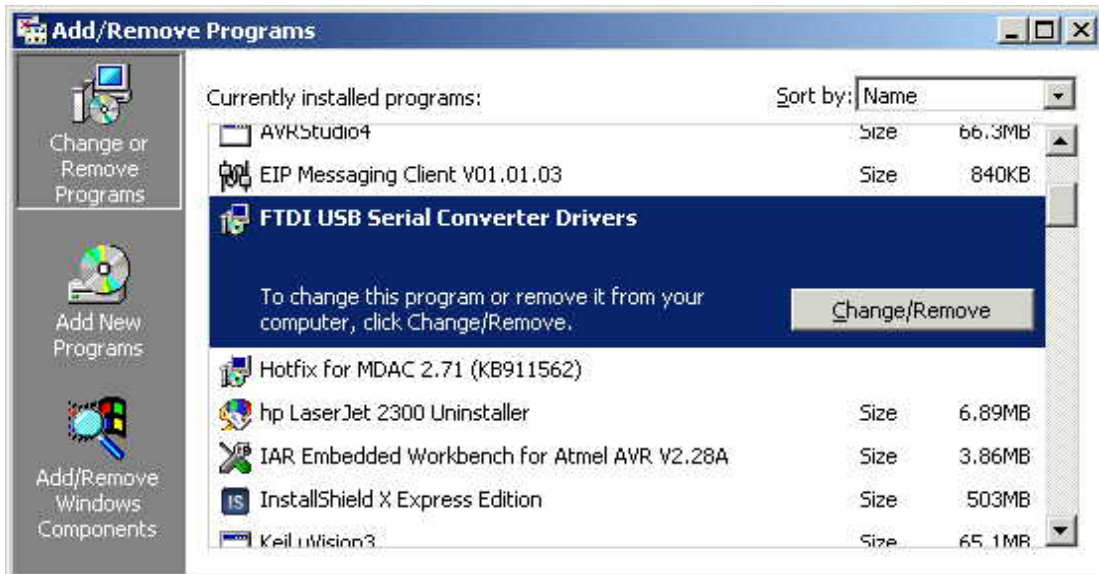 Add/Remove Programs
Change or
Remove
Programs
Add New
Programs
Add/Remove
Windows
Components
Currently installed programs:
Sort by: Name
AVRStudio4 Size 66.3MB
EIP Messaging Client V01.01.03 Size 840KB
FTDI USB Serial Converter Drivers
To change this program or remove it from your
computer, click Change/Remove.
Change/Remove
Hotfix for MDAC 2.71 (KB911562)
hp LaserJet 2300 Uninstaller Size 6.89MB
IAR Embedded Workbench for Atmel AVR V2.28A Size 3.86MB
IS InstallShield X Express Edition Size 503MB
Keil uVision3 Size 65.1MB